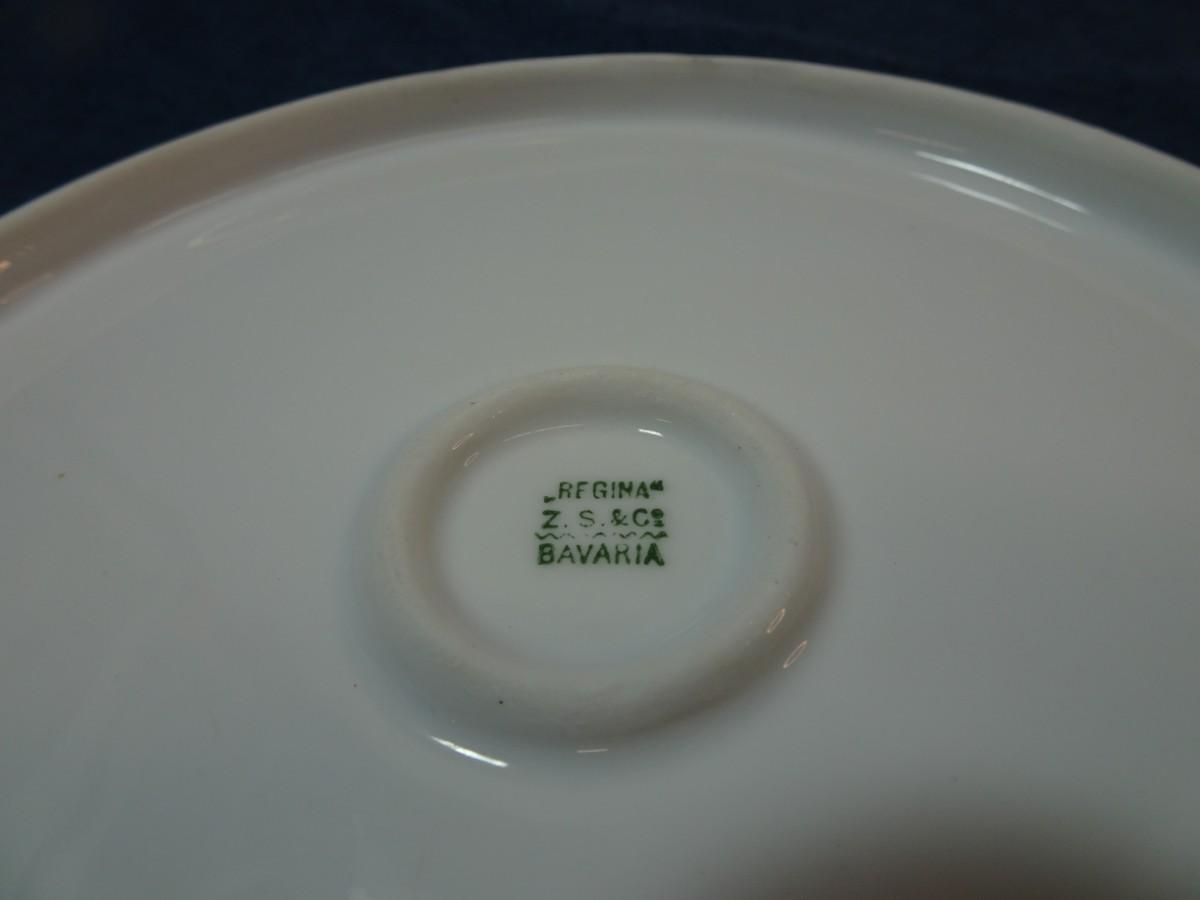 „REGINA“
Z. S. & Cº
BAVARIA